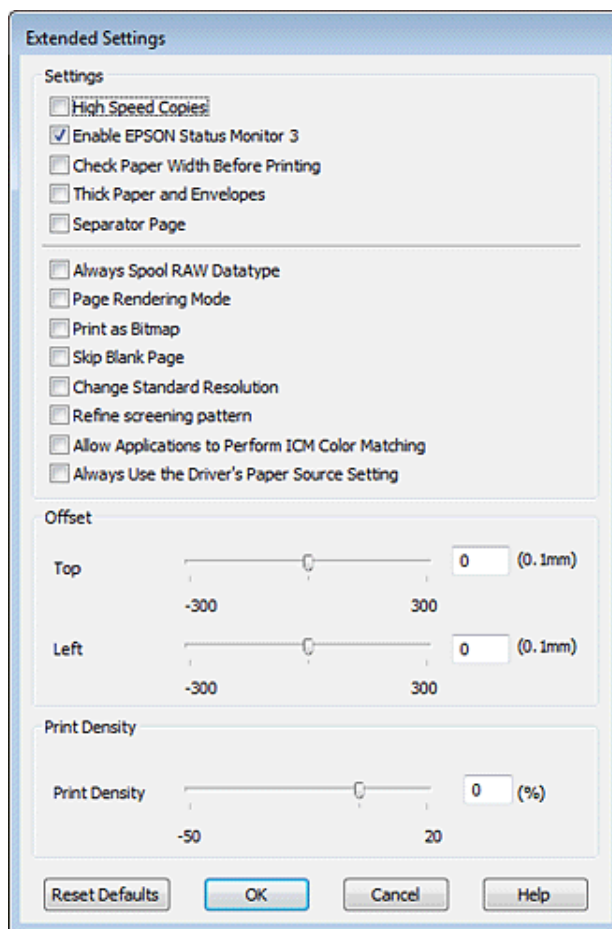 Extended Settings
Settings
High Speed Copies
Enable EPSON Status Monitor 3
Check Paper Width Before Printing
Thick Paper and Envelopes
Separator Page
Always Spool RAW Datatype
Page Rendering Mode
Print as Bitmap
Skip Blank Page
Change Standard Resolution
Refine screening pattern
Allow Applications to Perform ICM Color Matching
Always Use the Driver's Paper Source Setting
Offset
Top 0 (0.1mm)
-300 300
Left 0 (0.1mm)
-300 300
Print Density
Print Density 0 (%)
-50 20
Reset Defaults OK Cancel Help